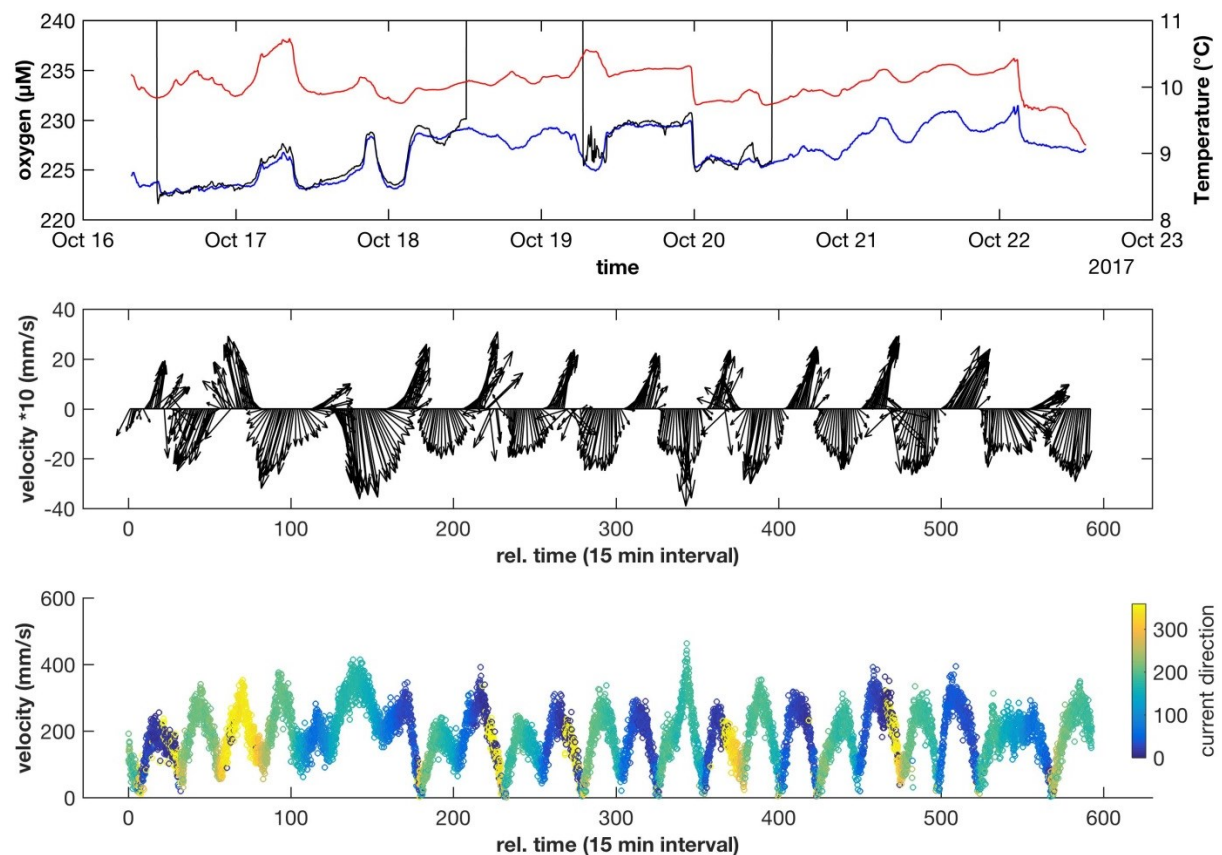 240
235
230
225
220
oxygen (µM)
11
10
9
8
Temperature (°C)
Oct 16
Oct 17
Oct 18
Oct 19
Oct 20
Oct 21
Oct 22
Oct 23
time
2017
40
20
0
-20
-40
velocity *10 (mm/s)
0
100
200
300
400
500
600
rel. time (15 min interval)
600
400
200
0
velocity (mm/s)
300
200
100
0
current direction
0
100
200
300
400
500
600
rel. time (15 min interval)